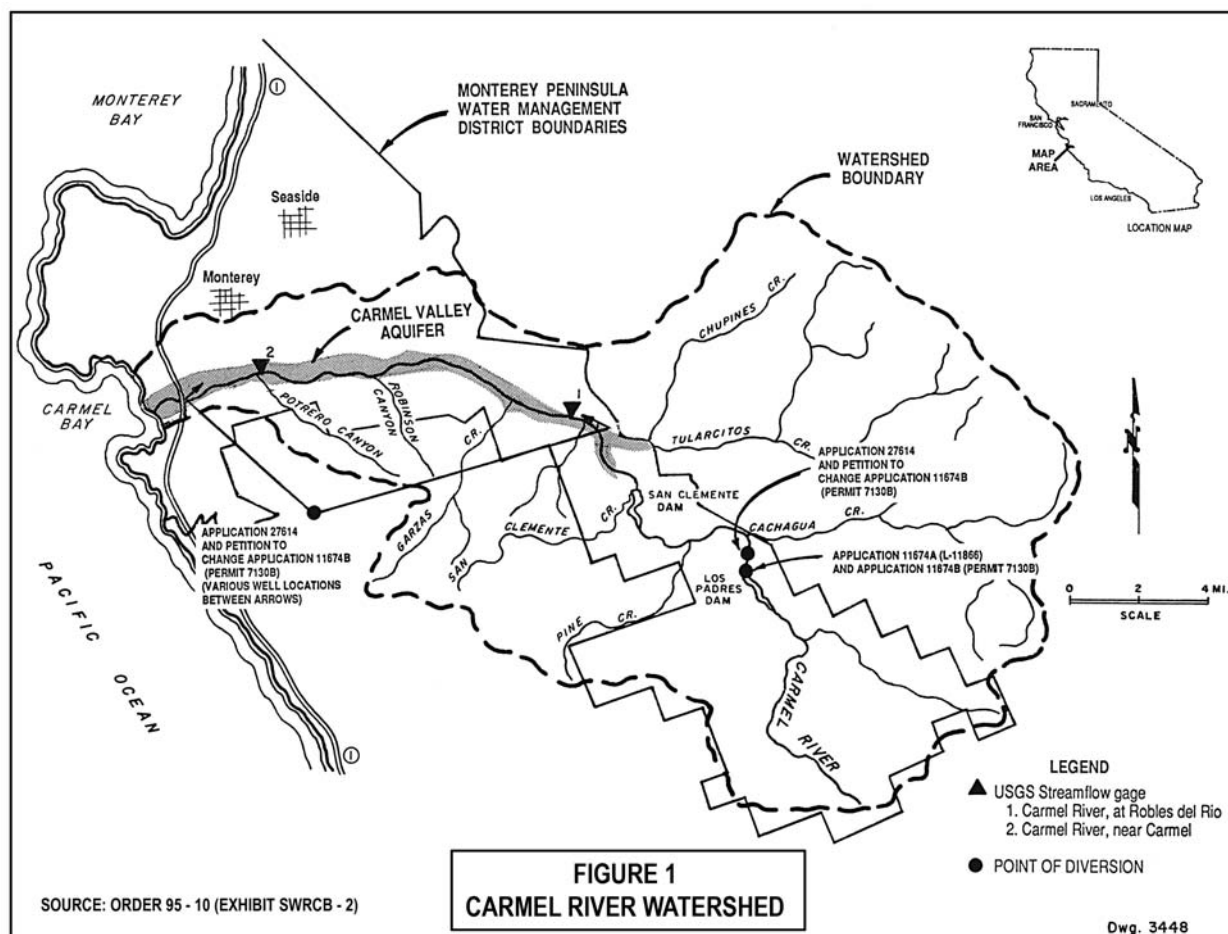 MONTEREY
BAY
1
MONTEREY PENINSULA
WATER MANAGEMENT
DISTRICT BOUNDARIES
WATERSHED
BOUNDARY
SACRAMENTO
SAN
FRANCISCO
MAP
AREA
LOS ANGELES
LOCATION MAP
Seaside
Monterey
CARMEL VALLEY
AQUIFER
CHUPINES CR.
2
1
CARMEL
BAY
POTRERO CANYON
ROBINSON
CANYON
GARZAS CR.
TULARCITOS CR.
APPLICATION 27614
AND PETITION TO
CHANGE APPLICATION 11674B
(PERMIT 7130B)
SAN CLEMENTE
DAM
SAN CLEMENTE CR.
CACHAGUA CR.
APPLICATION 11674A (L-11866)
AND APPLICATION 11674B (PERMIT 7130B)
LOS
PADRES
DAM
APPLICATION 27614
AND PETITION TO
CHANGE APPLICATION 11674B
(PERMIT 7130B)
(VARIOUS WELL LOCATIONS
BETWEEN ARROWS)
N
0 4 MI.
SCALE
PINE CR.
CARMEL RIVER
PACIFIC OCEAN
1
LEGEND
USGS Streamflow gage
1. Carmel River, at Robles del Rio
2. Carmel River, near Carmel
POINT OF DIVERSION
FIGURE 1
CARMEL RIVER WATERSHED
SOURCE: ORDER 95 - 10 (EXHIBIT SWRCB - 2)
Dwg. 3448